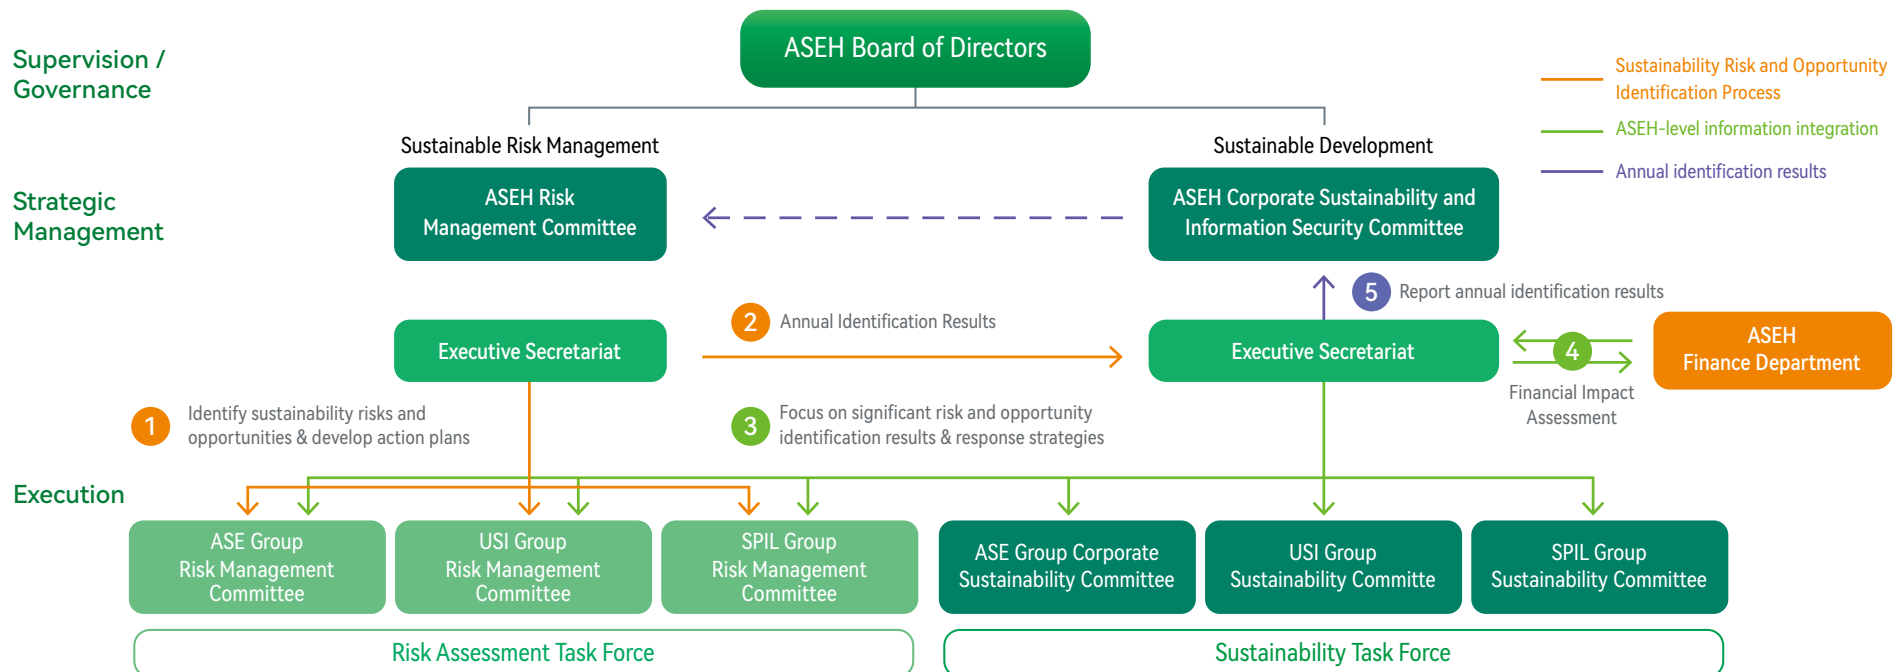 ASEH Board of Directors
Supervision /
Governance
Sustainability Risk and Opportunity
Identification Process
ASEH-level information integration
Annual identification results
Sustainable Risk Management
Sustainable Development
Strategic
Management
ASEH Risk
Management Committee
ASEH Corporate Sustainability and
Information Security Committee
5 Report annual identification results
2 Annual Identification Results
Executive Secretariat
Executive Secretariat
4
ASEH
Finance Department
Financial Impact
Assessment
1
Identify sustainability risks and
opportunities & develop action plans
3
Focus on significant risk and opportunity
identification results & response strategies
Execution
ASE Group
Risk Management
Committee
USI Group
Risk Management
Committee
SPIL Group
Risk Management
Committee
ASE Group Corporate
Sustainability Committee
USI Group
Sustainability Committe
SPIL Group
Sustainability Committee
Risk Assessment Task Force
Sustainability Task Force